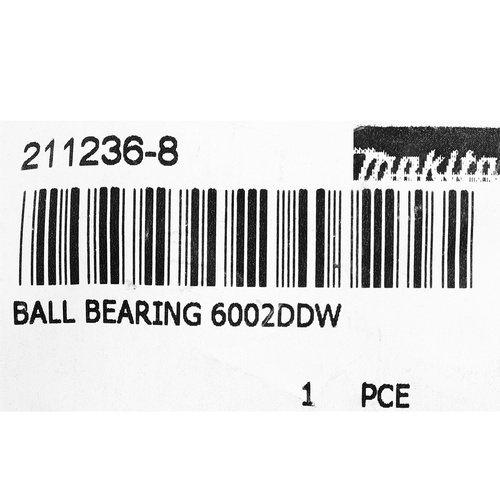 211236-8
makita
BALL BEARING 6002DDW
1 PCE